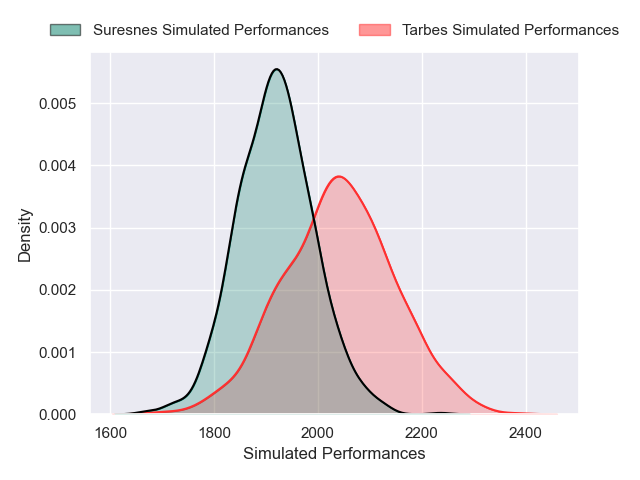 Suresnes Simulated Performances
Tarbes Simulated Performances
0.005
0.004
0.003
0.002
0.001
0.000
1600
1800
2000
2200
2400
Density
Simulated Performances